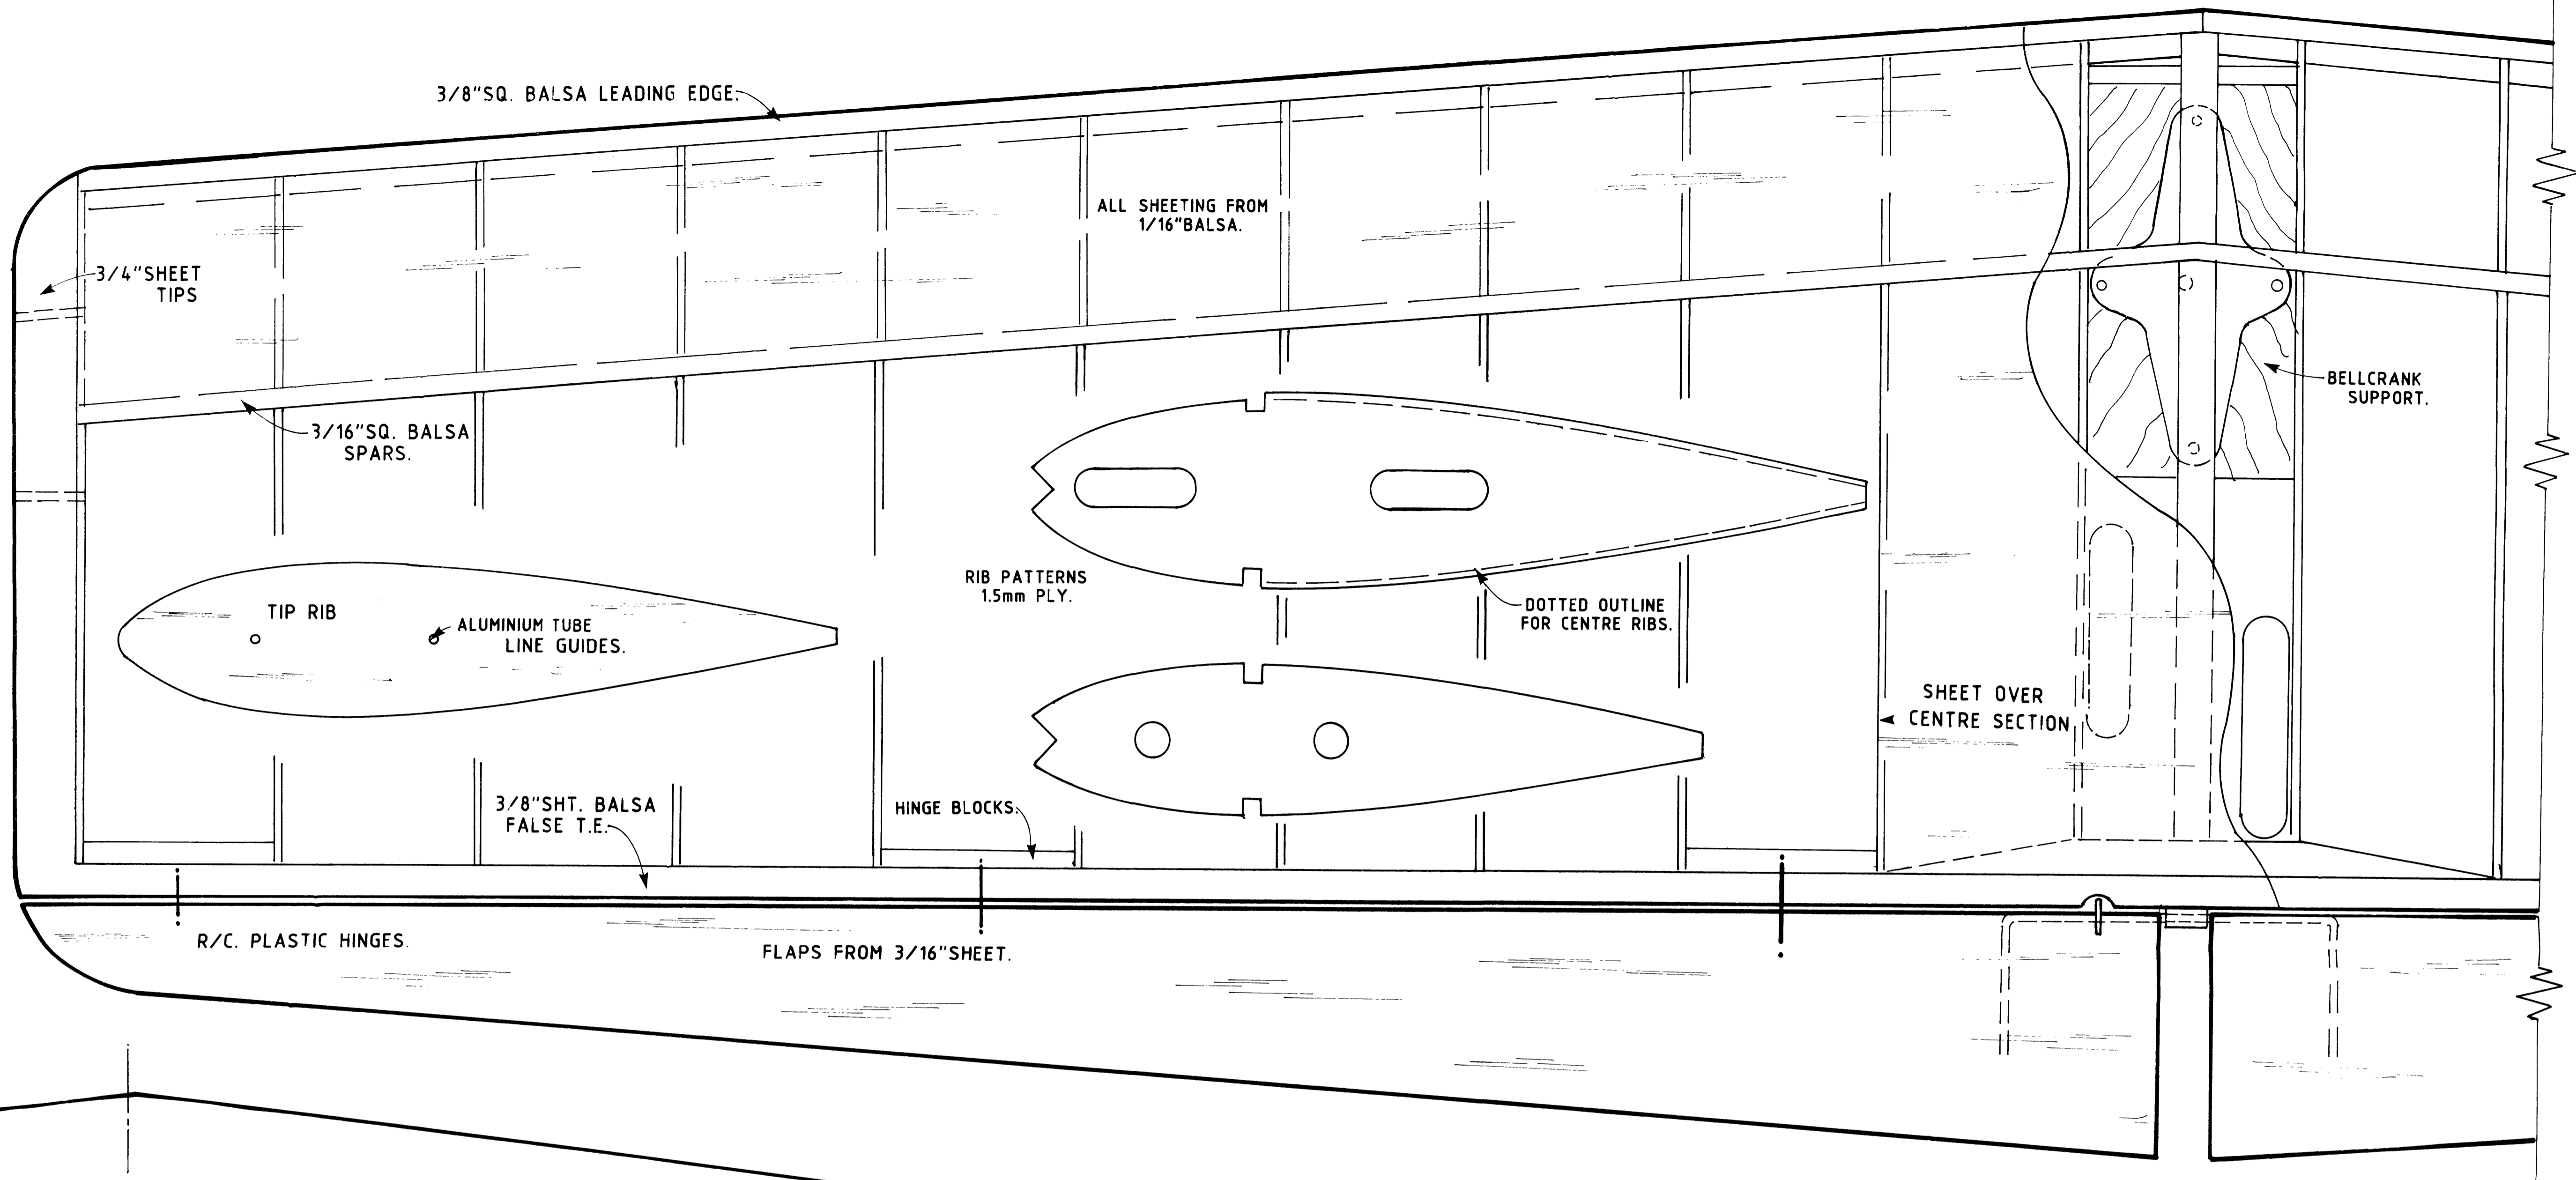 3/8"SQ. BALSA LEADING EDGE.
ALL SHEETING FROM
1/16"BALSA.
3/4"SHEET
TIPS
3/16"SQ. BALSA
SPARS.
BELLCRANK
SUPPORT.
TIP RIB
ALUMINIUM TUBE
LINE GUIDES.
RIB PATTERNS
1.5mm PLY.
DOTTED OUTLINE
FOR CENTRE RIBS.
SHEET OVER
CENTRE SECTION
3/8"SHT. BALSA
FALSE T.E.
HINGE BLOCKS.
R/C. PLASTIC HINGES.
FLAPS FROM 3/16"SHEET.